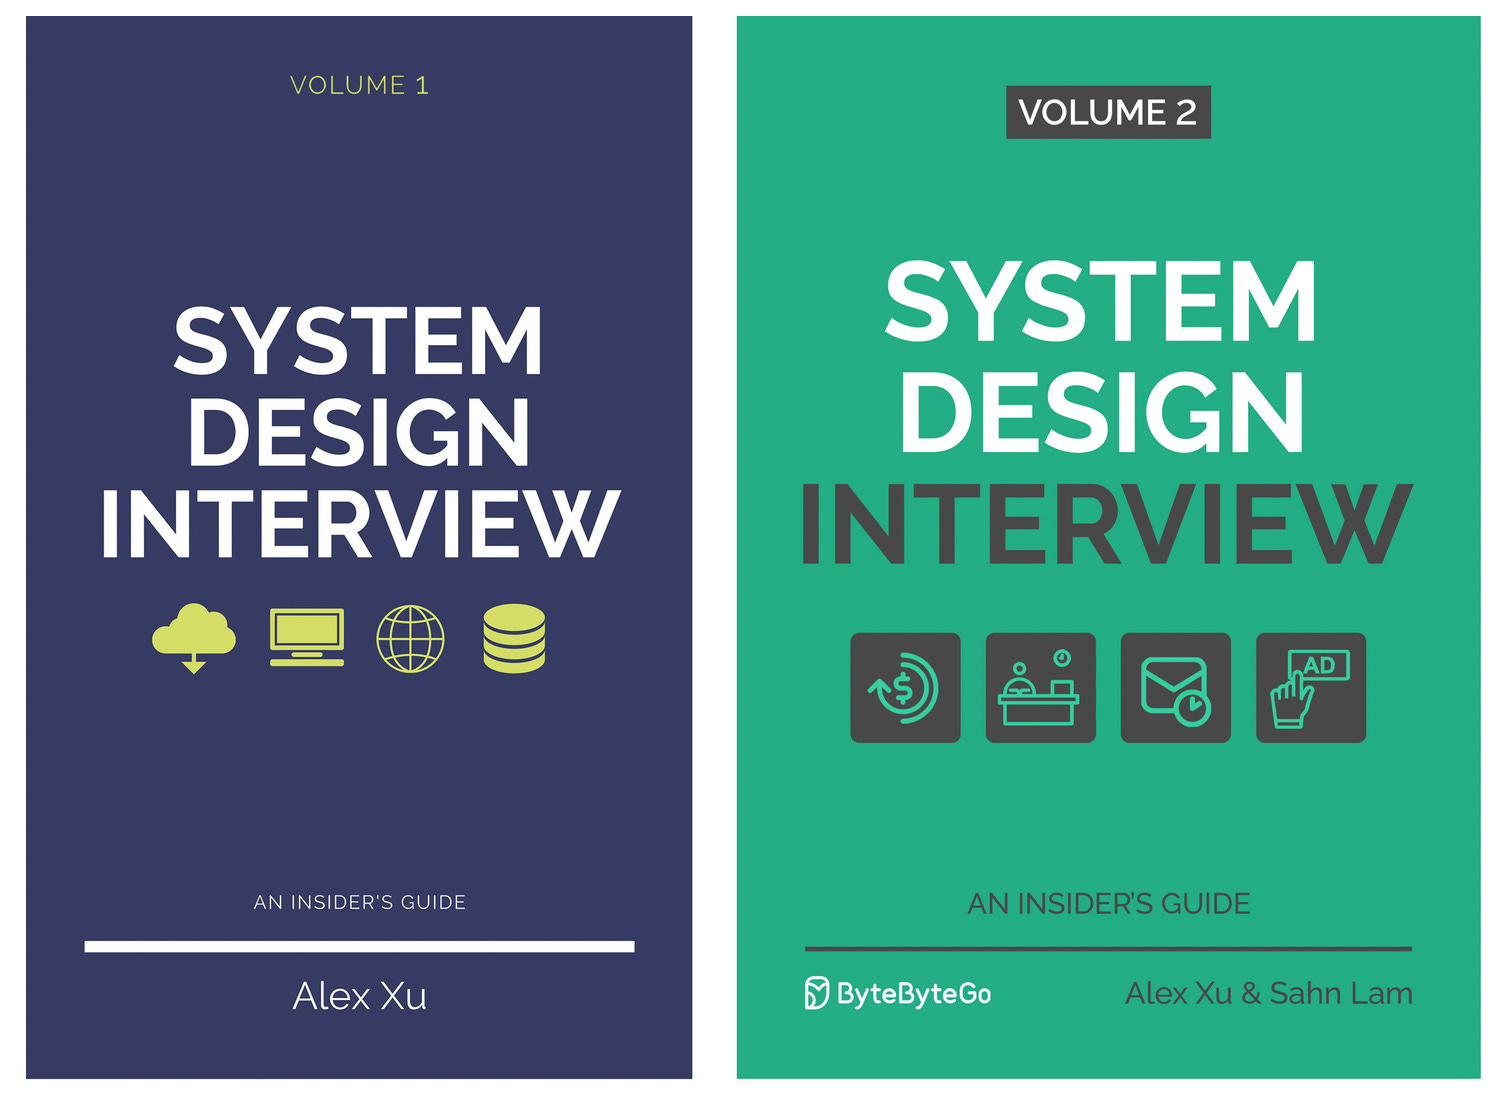 VOLUME 1
SYSTEM
DESIGN
INTERVIEW
AN INSIDER'S GUIDE
Alex Xu
VOLUME 2
SYSTEM
DESIGN
INTERVIEW
$
AD
AN INSIDER’S GUIDE
ByteByteGo
Alex Xu & Sahn Lam